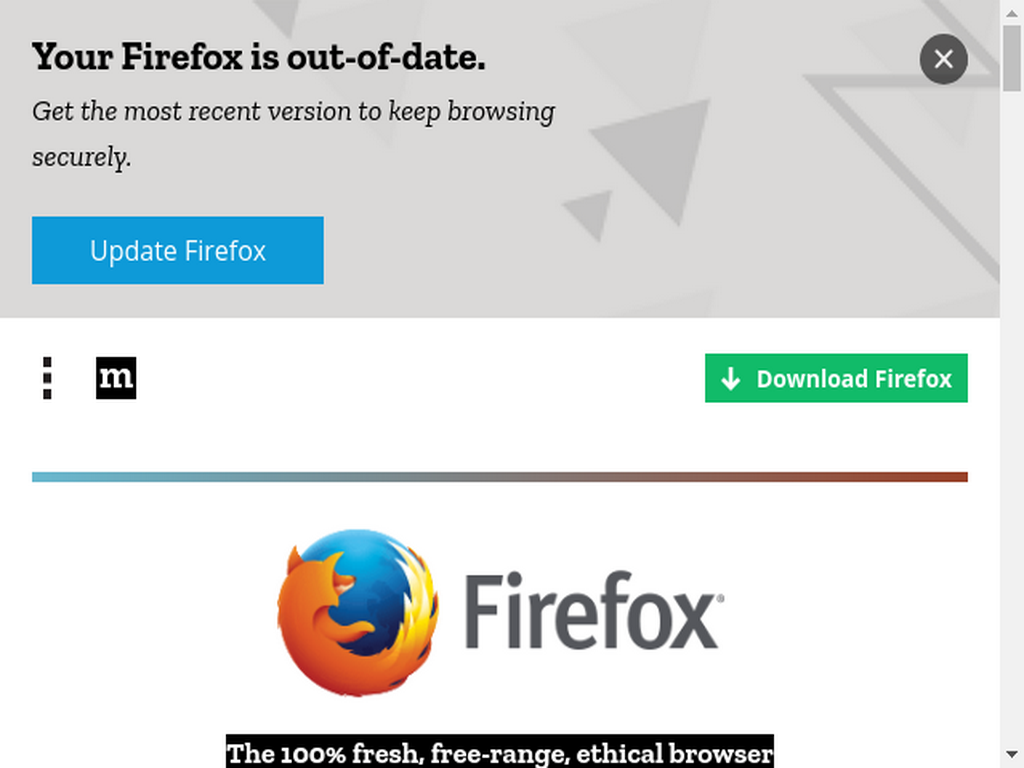 Your Firefox is out-of-date.
Get the most recent version to keep browsing
securely.
Update Firefox
m
Download Firefox
Firefox®
The 100% fresh, free-range, ethical browser